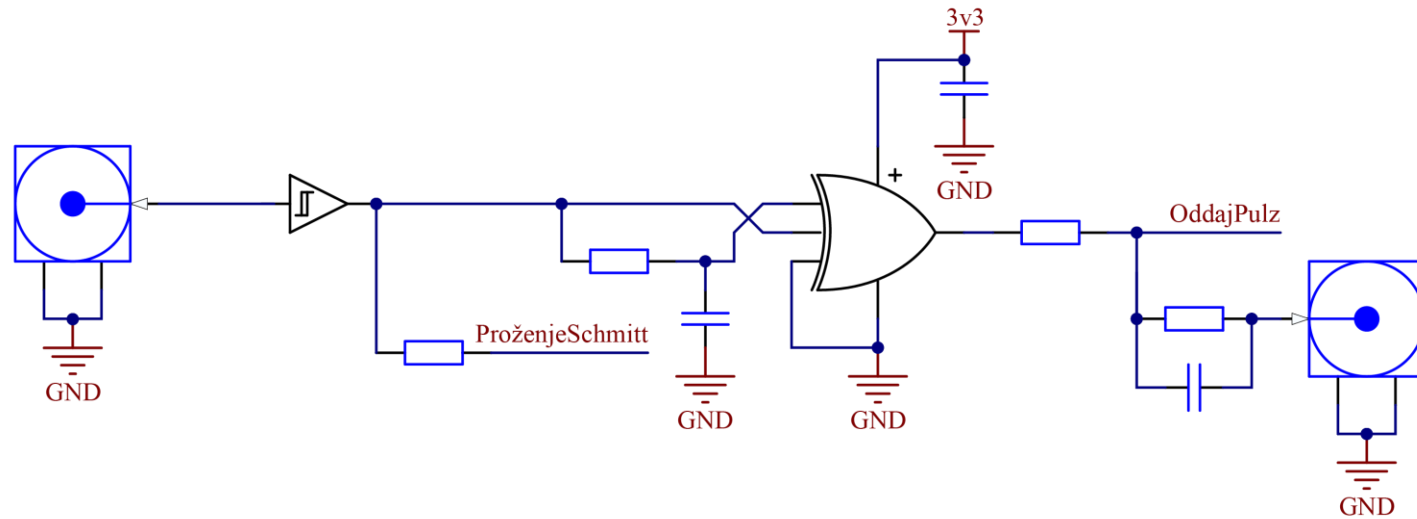 3v3
GND
OddajPulz
ProženjeSchmitt
GND
GND
GND
GND